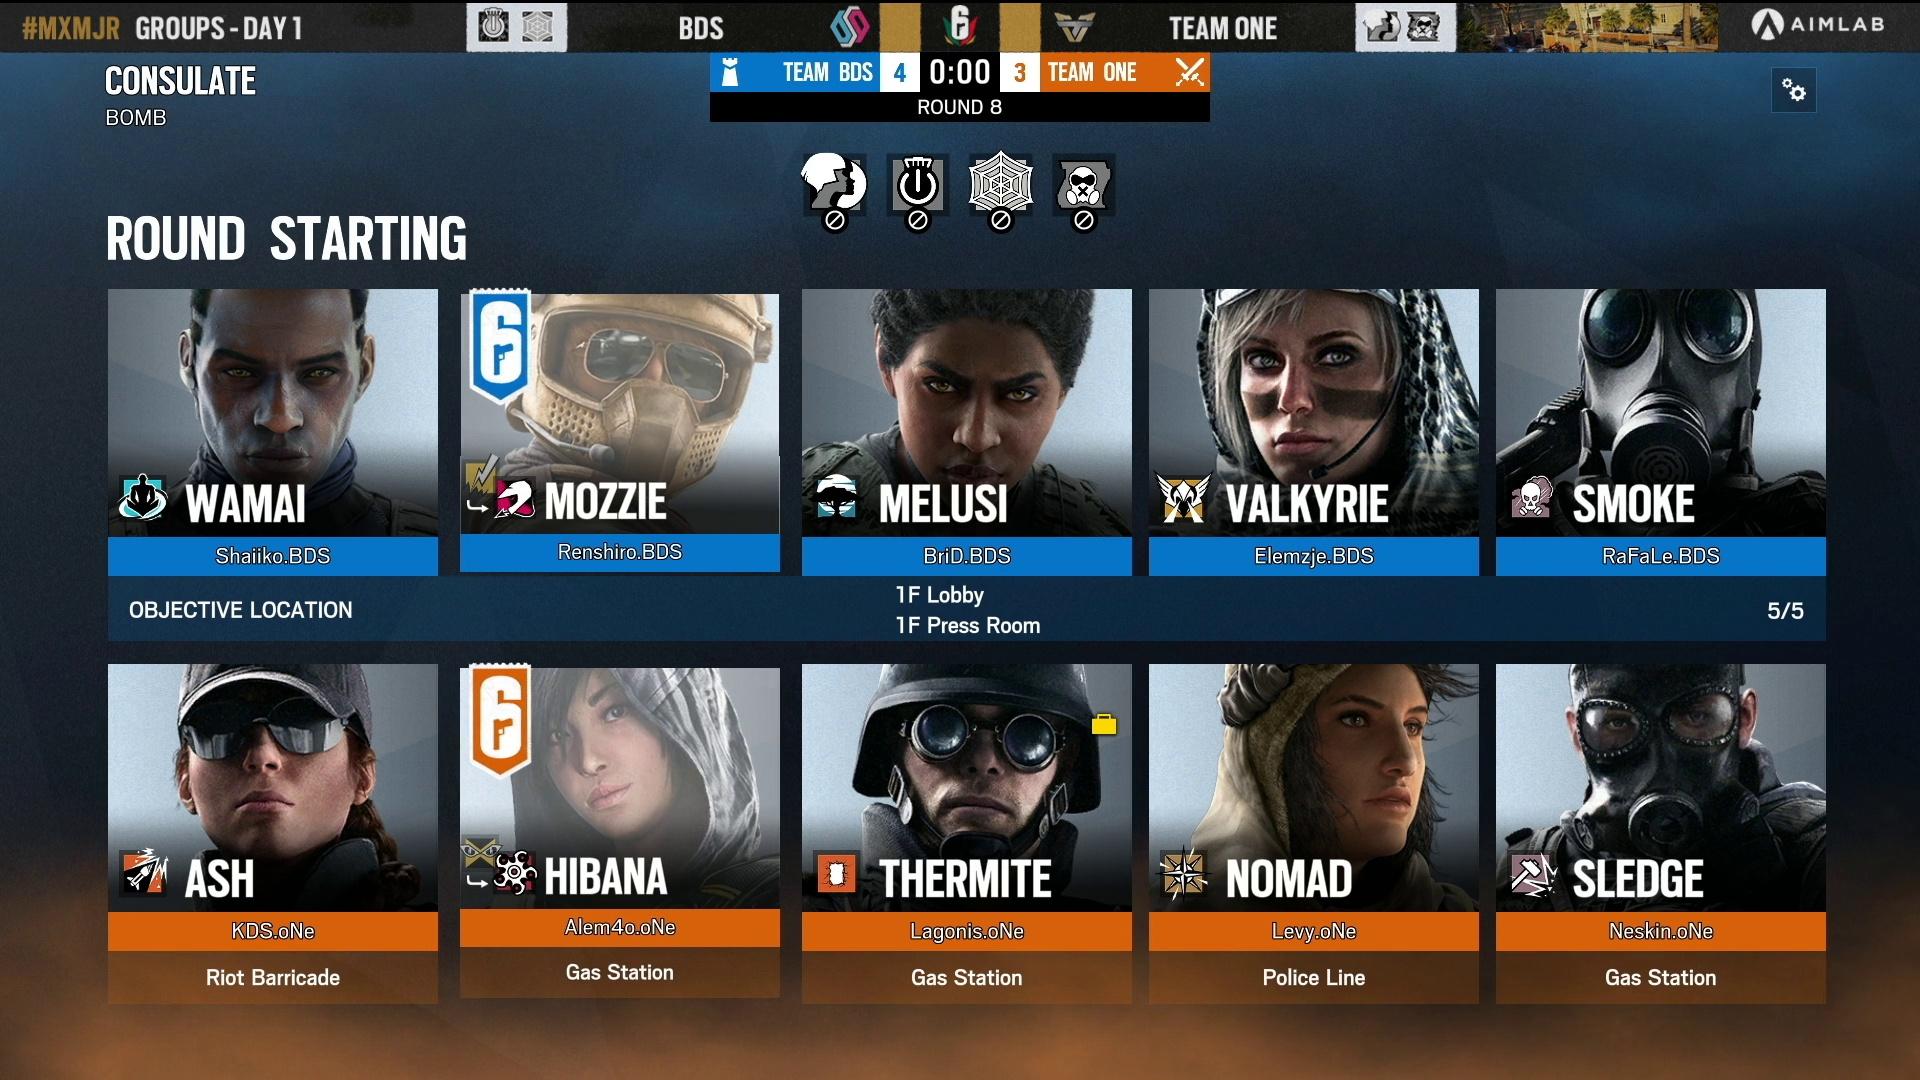 #MXMJR GROUPS - DAY 1
BDS
6
TEAM ONE
AIMLAB
CONSULATE
BOMB
TEAM BDS 4 0:00 3 TEAM ONE
ROUND 8
ROUND STARTING
6
WAMAI
MOZZIE
MELUSI
VALKYRIE
SMOKE
Shaiiko.BDS
Renshiro.BDS
BriD.BDS
Elemzje.BDS
RaFaLe.BDS
OBJECTIVE LOCATION
1F Lobby
1F Press Room
5/5
6
ASH
HIBANA
THERMITE
NOMAD
SLEDGE
KDS.oNe
Alem4o.oNe
Lagonis.oNe
Levy.oNe
Neskin.oNe
Riot Barricade
Gas Station
Gas Station
Police Line
Gas Station